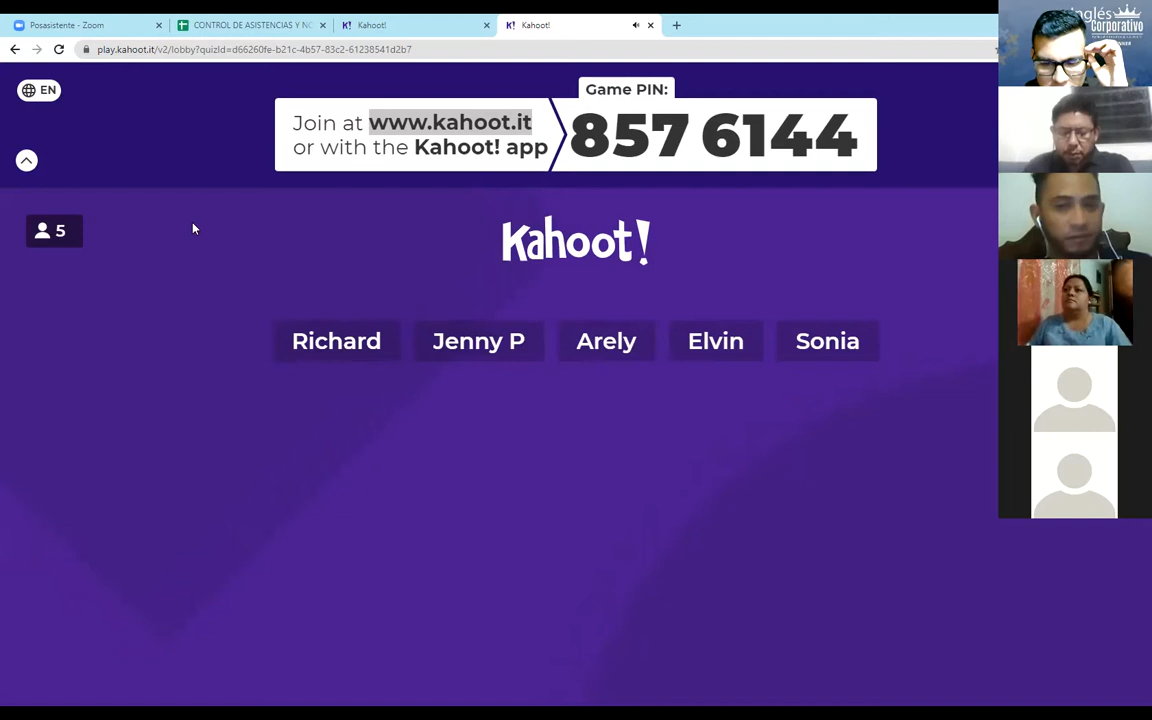 Posasistente - Zoom
CONTROL DE ASISTENCIAS Y NO
Kahoot!
Kahoot!
play.kahoot.it/v2/lobby?quizId=d66260fe-b21c-4b57-83c2-61238541d2b7
inglés
Corporativo
EN
Game PIN:
Join at www.kahoot.it
or with the Kahoot! app
857 6144
5
Kahoot!
Richard
Jenny P
Arely
Elvin
Sonia